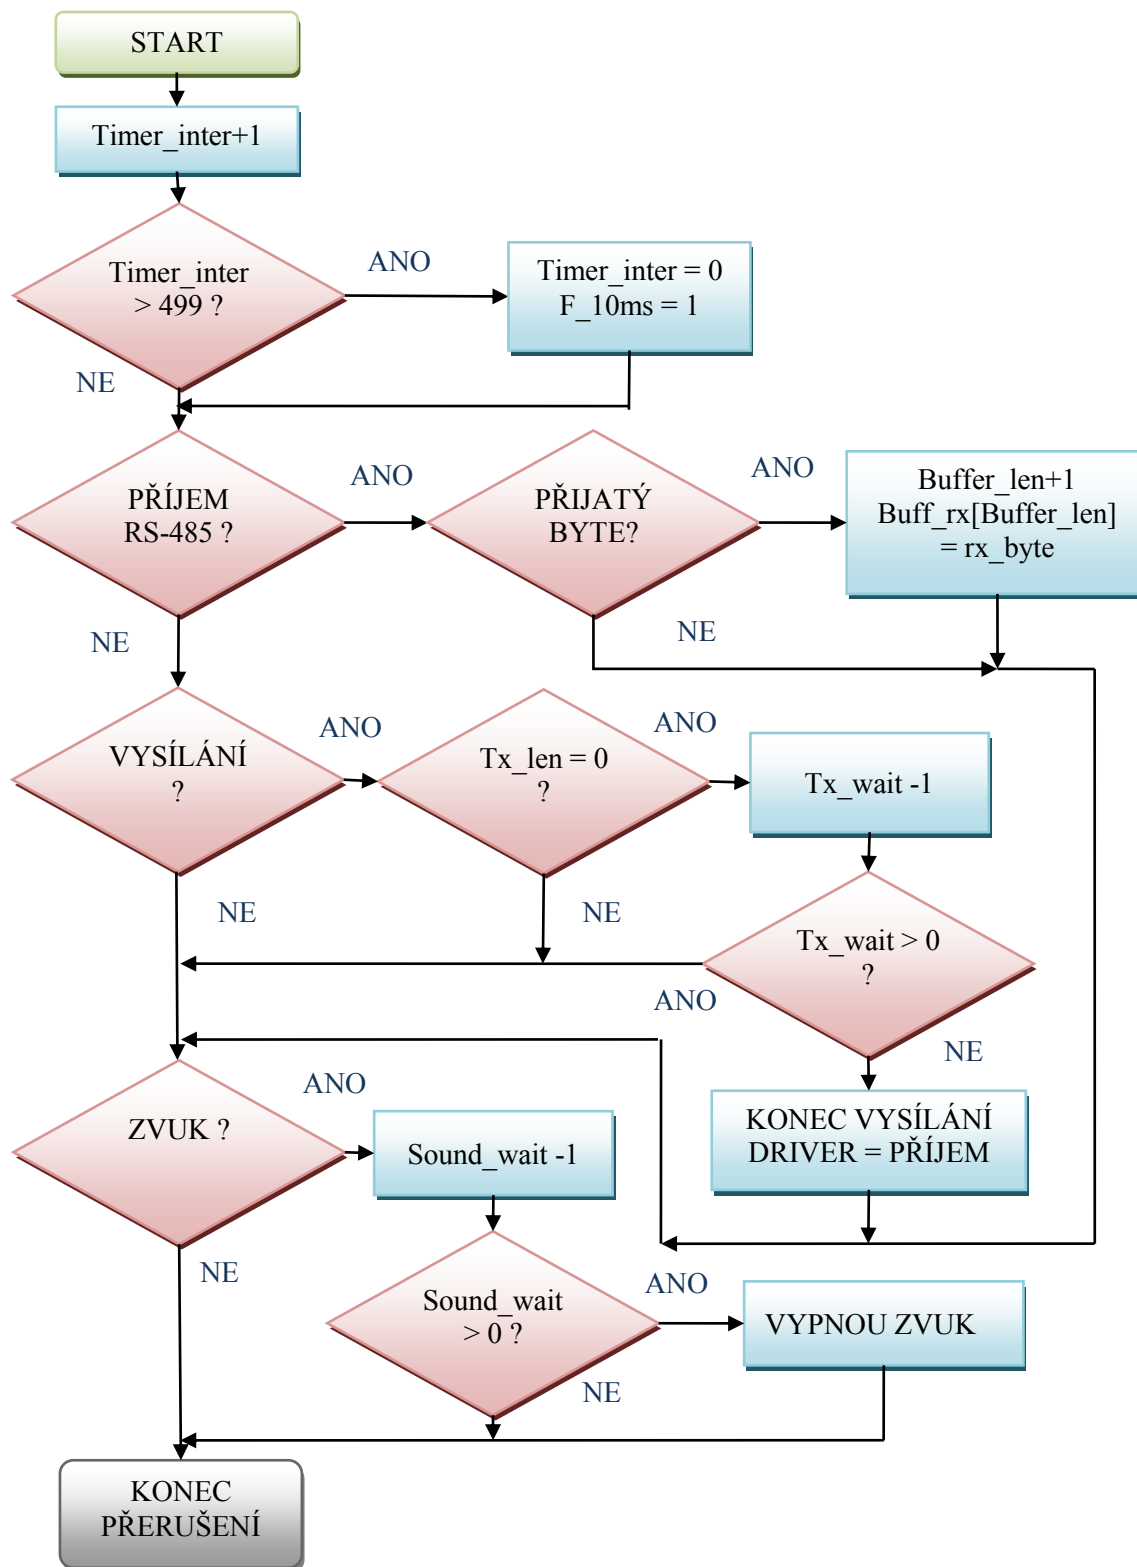 START
Timer_inter+1
Timer_inter
> 499 ?
ANO
Timer_inter = 0
F_10ms = 1
NE
PŘÍJEM
RS-485 ?
ANO
PŘIJATÝ
BYTE?
ANO
Buffer_len+1
Buff_rx[Buffer_len]
= rx_byte
NE
NE
VYSÍLÁNÍ
?
ANO
Tx_len = 0
?
ANO
Tx_wait -1
NE
NE
Tx_wait > 0
?
ANO
NE
KONEC VYSÍLÁNÍ
DRIVER = PŘÍJEM
ZVUK ?
ANO
Sound_wait -1
NE
Sound_wait
> 0 ?
ANO
VYPNOU ZVUK
NE
KONEC
PŘERUŠENÍ